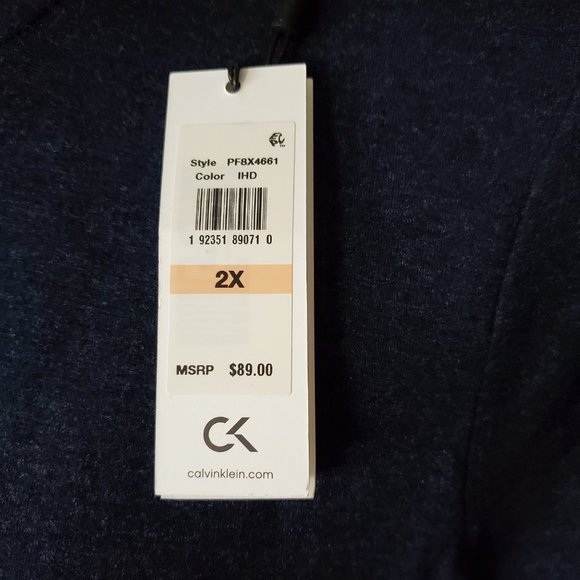 Style PF8X4661
Color IHD
1 92351 89071 0
2X
MSRP $89.00
CK
calvinklein.com